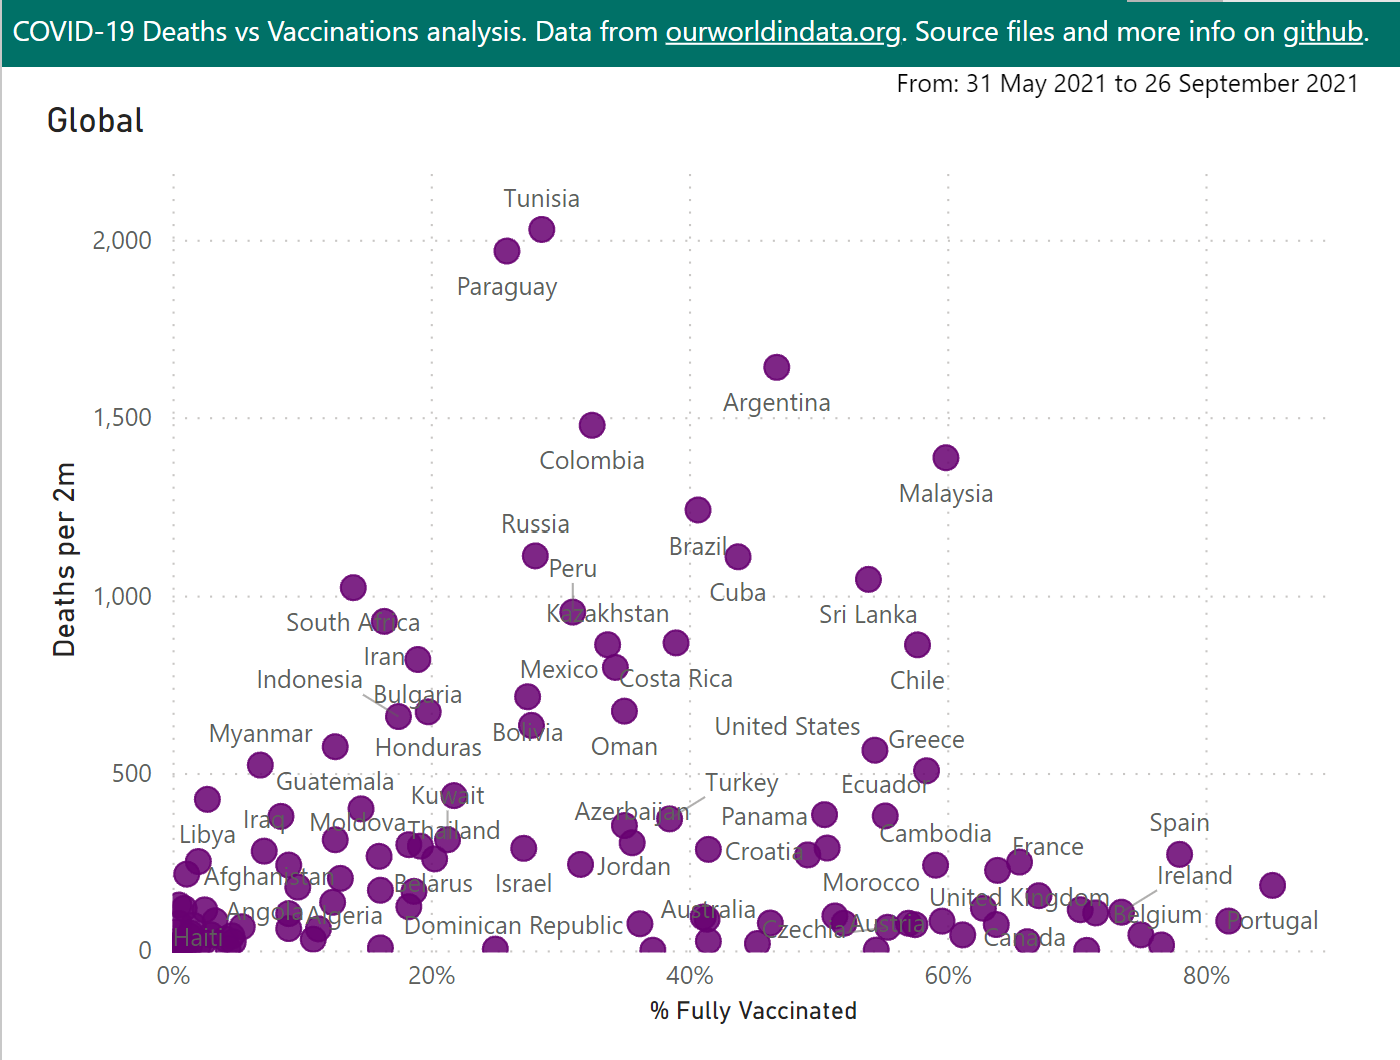 COVID-19 Deaths vs Vaccinations analysis. Data from ourworldindata.org. Source files and more info on github.
From: 31 May 2021 to 26 September 2021
Global
Tunisia
2,000
Paraguay
Argentina
1,500
Colombia
Malaysia
Russia
Brazil
Peru
Cuba
1,000
Kazakhstan
Sri Lanka
South Africa
Iran
Mexico
Costa Rica
Chile
Indonesia
Bulgaria
United States
Myanmar
Bolivia
Greece
Honduras
Oman
500
Guatemala
Turkey
Ecuador
Kuwait
Azerbaijan
Panama
Iraq
Moldova
Spain
Libya
Thailand
Cambodia
Croatia
France
Jordan
Afghanistan
Belarus
Israel
Morocco
Ireland
United Kingdom
Angola
Algeria
Australia
Belgium
Dominican Republic
Portugal
Czechia
Austria
Haiti
Canada
0
0%
20%
40%
60%
80%
Deaths per 2m
% Fully Vaccinated